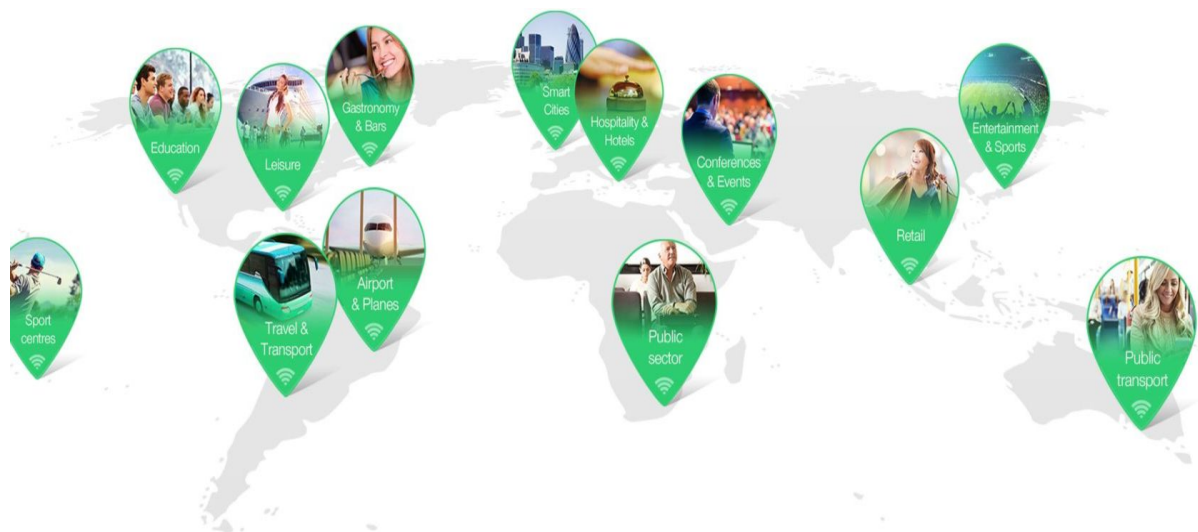 Education
Leisure
Gastronomy
& Bars
Smart
Cities
Hospitality &
Hotels
Conferences
& Events
Entertainment
& Sports
Retail
Sport
centres
Travel &
Transport
Airport
& Planes
Public
sector
Public
transport